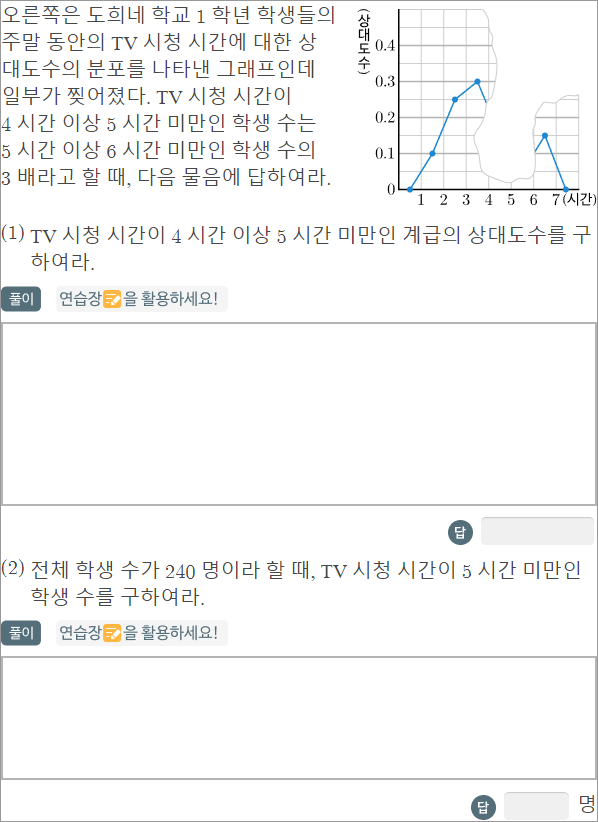 오른쪽은 도희네 학교 1 학년 학생들의
주말 동안의 TV 시청 시간에 대한 상
대도수의 분포를 나타낸 그래프인데
일부가 찢어졌다. TV 시청 시간이
4 시간 이상 5 시간 미만인 학생 수는
5 시간 이상 6 시간 미만인 학생 수의
3 배라고 할 때, 다음 물음에 답하여라.
(상대도수)
0.4
0.3
0.2
0.1
0
1 2 3 4 5 6 7 (시간)
(1) TV 시청 시간이 4 시간 이상 5 시간 미만인 계급의 상대도수를 구
하여라.
풀이 연습장을 활용하세요!
답
(2) 전체 학생 수가 240 명이라 할 때, TV 시청 시간이 5 시간 미만인
학생 수를 구하여라.
풀이 연습장을 활용하세요!
답 명